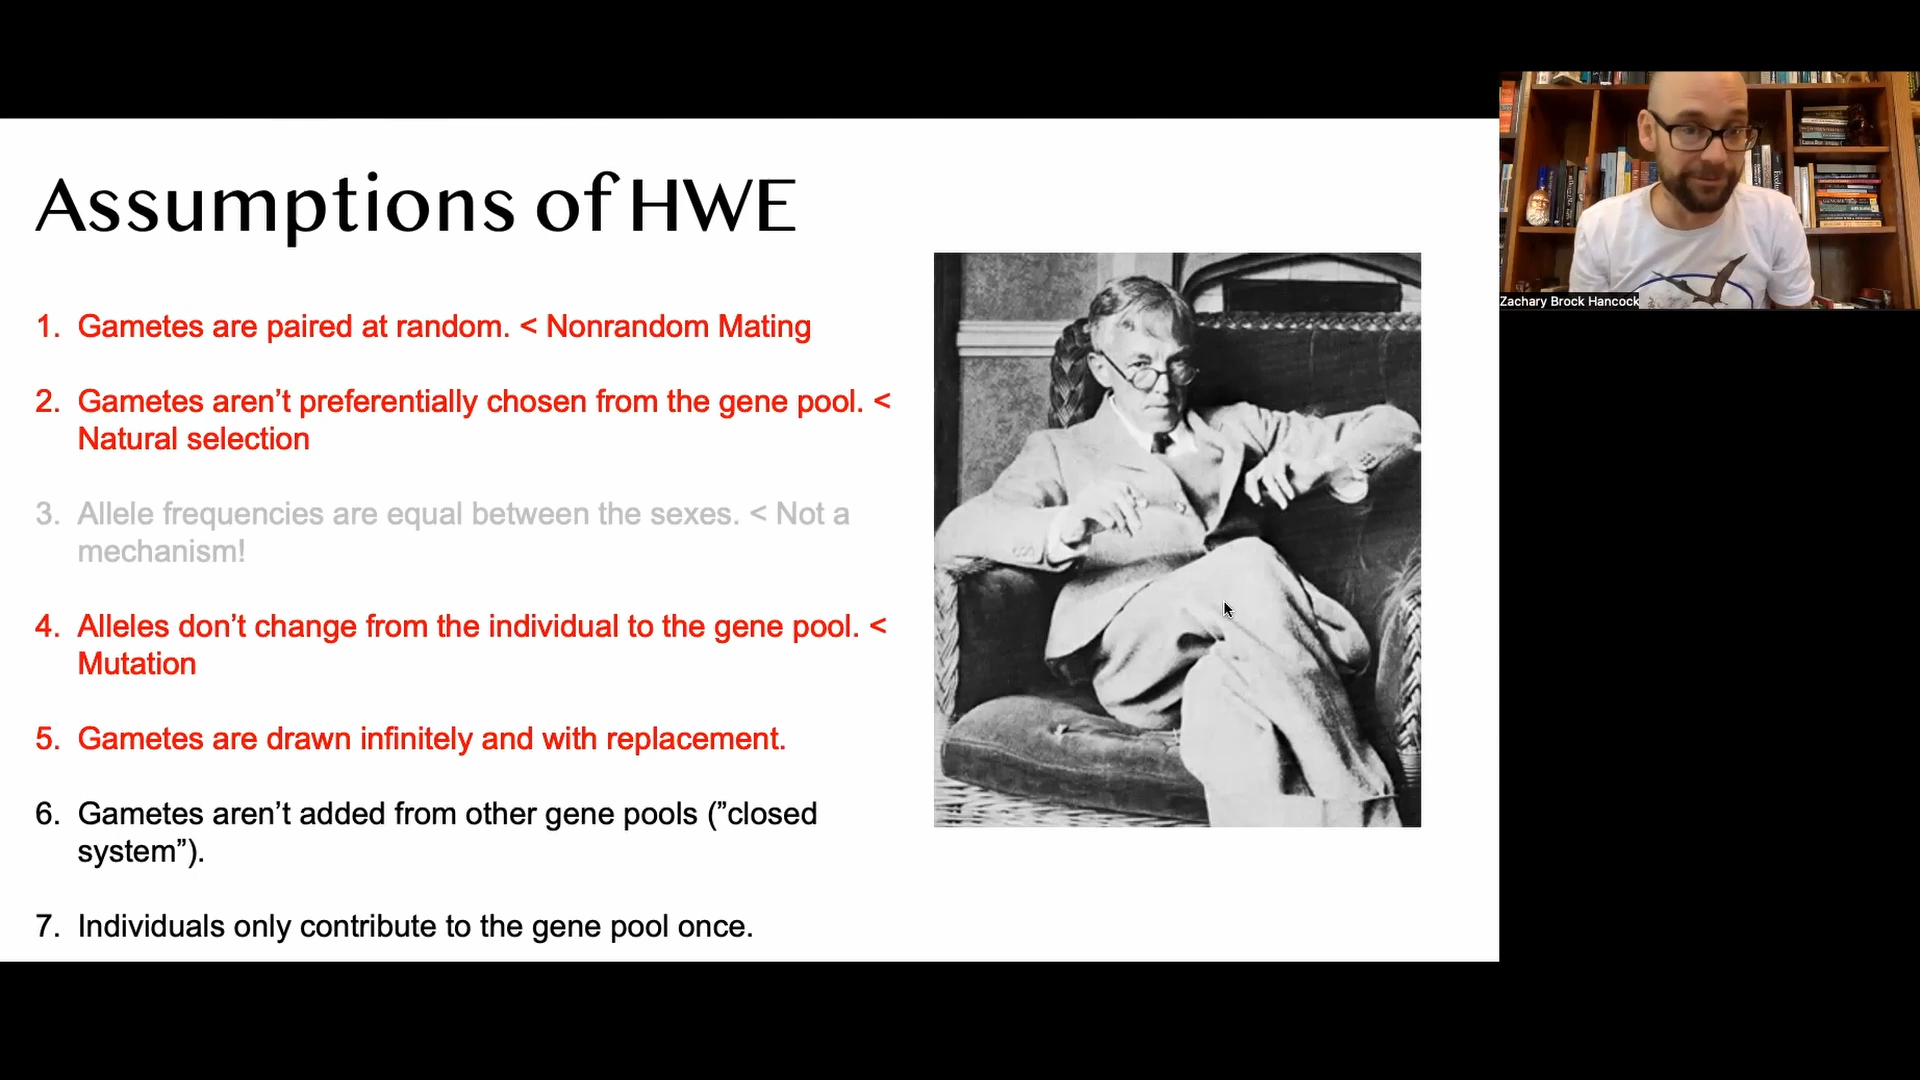 Assumptions of HWE
1. Gametes are paired at random. < Nonrandom Mating
2. Gametes aren’t preferentially chosen from the gene pool. <
Natural selection
3. Allele frequencies are equal between the sexes. < Not a
mechanism!
4. Alleles don’t change from the individual to the gene pool. <
Mutation
5. Gametes are drawn infinitely and with replacement.
6. Gametes aren’t added from other gene pools (”closed
system”).
7. Individuals only contribute to the gene pool once.
Zachary Brock Hancock